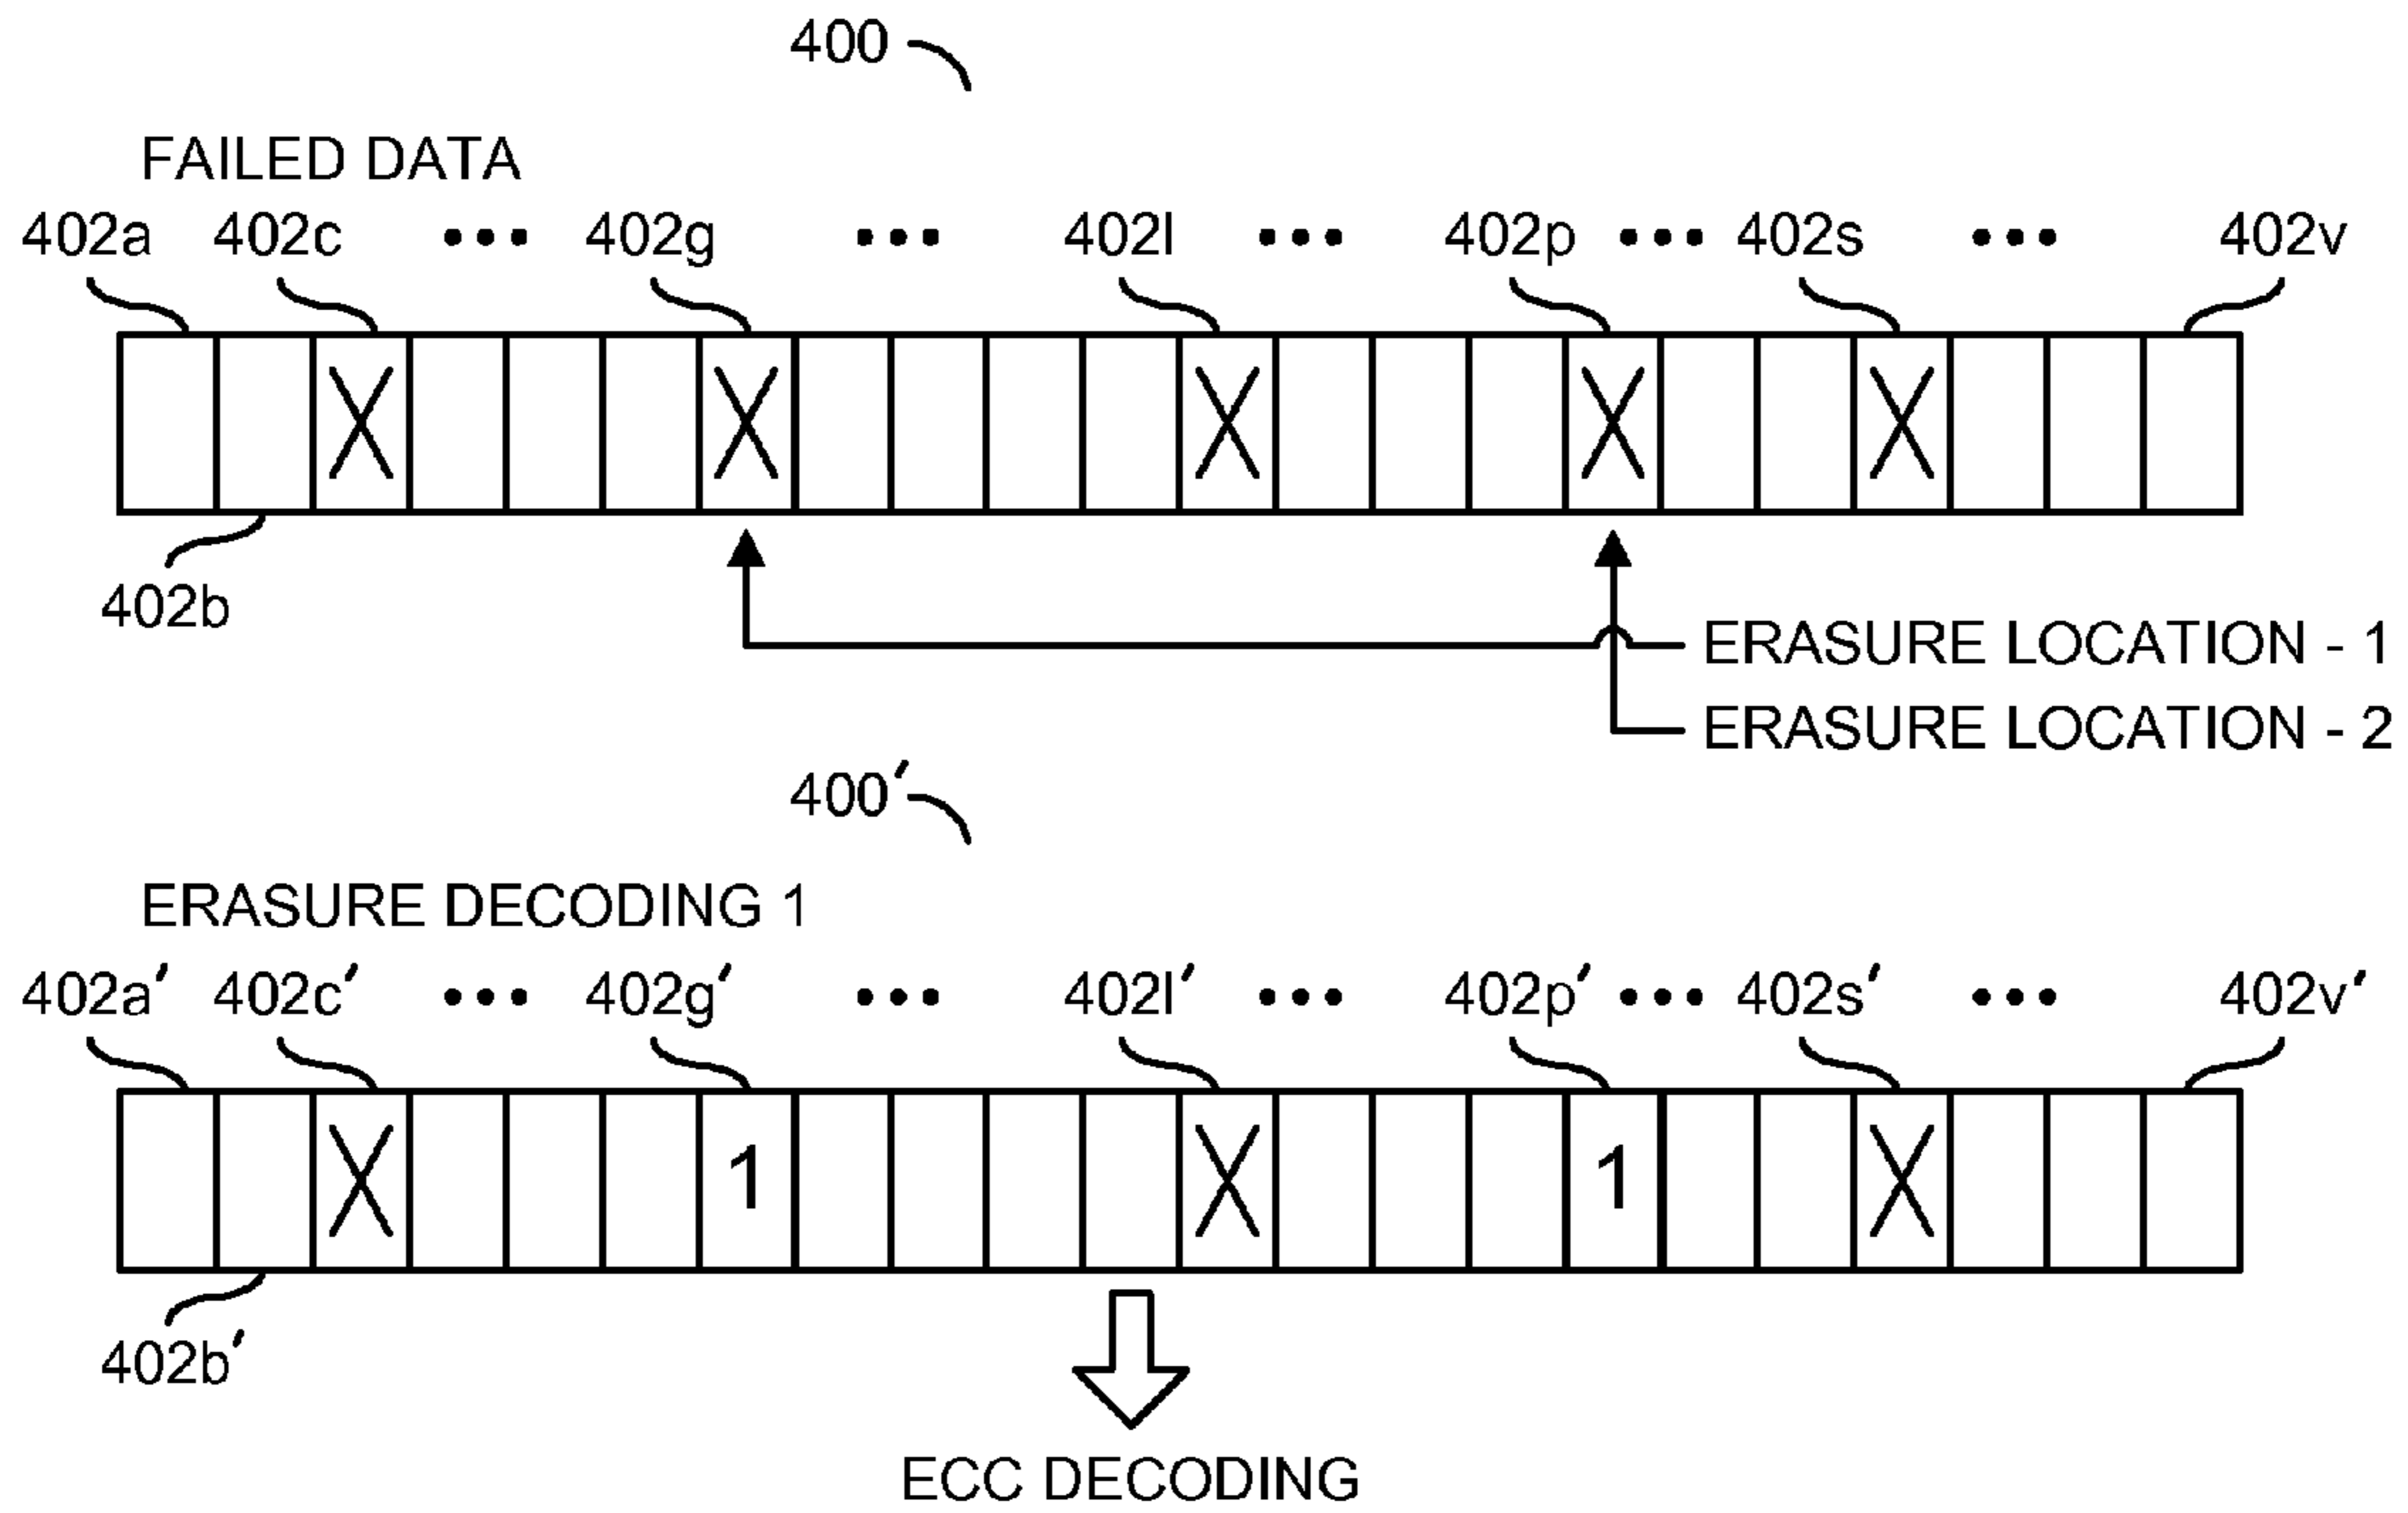 400
FAILED DATA
402a 402c ••• 402g ••• 402l ••• 402p ••• 402s ••• 402v
X X X X X
402b
ERASURE LOCATION - 1
ERASURE LOCATION - 2
400′
ERASURE DECODING 1
402a′ 402c′ ••• 402g′ ••• 402l′ ••• 402p′ ••• 402s′ ••• 402v′
X 1 X 1 X
402b′
ECC DECODING